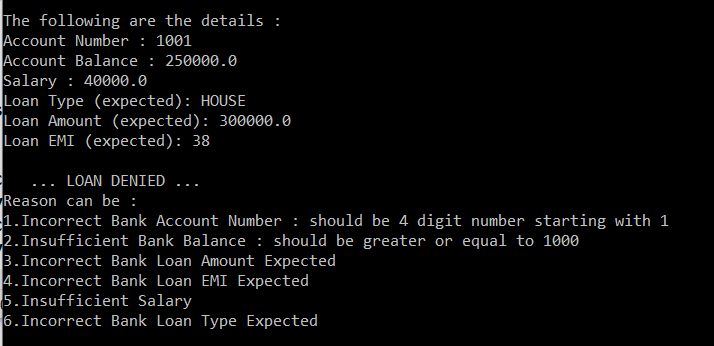 The following are the details :
Account Number : 1001
Account Balance : 250000.0
Salary : 40000.0
Loan Type (expected): HOUSE
Loan Amount (expected): 300000.0
Loan EMI (expected): 38
... LOAN DENIED ...
Reason can be :
1.Incorrect Bank Account Number : should be 4 digit number starting with 1
2.Insufficient Bank Balance : should be greater or equal to 1000
3.Incorrect Bank Loan Amount Expected
4.Incorrect Bank Loan EMI Expected
5.Insufficient Salary
6.Incorrect Bank Loan Type Expected